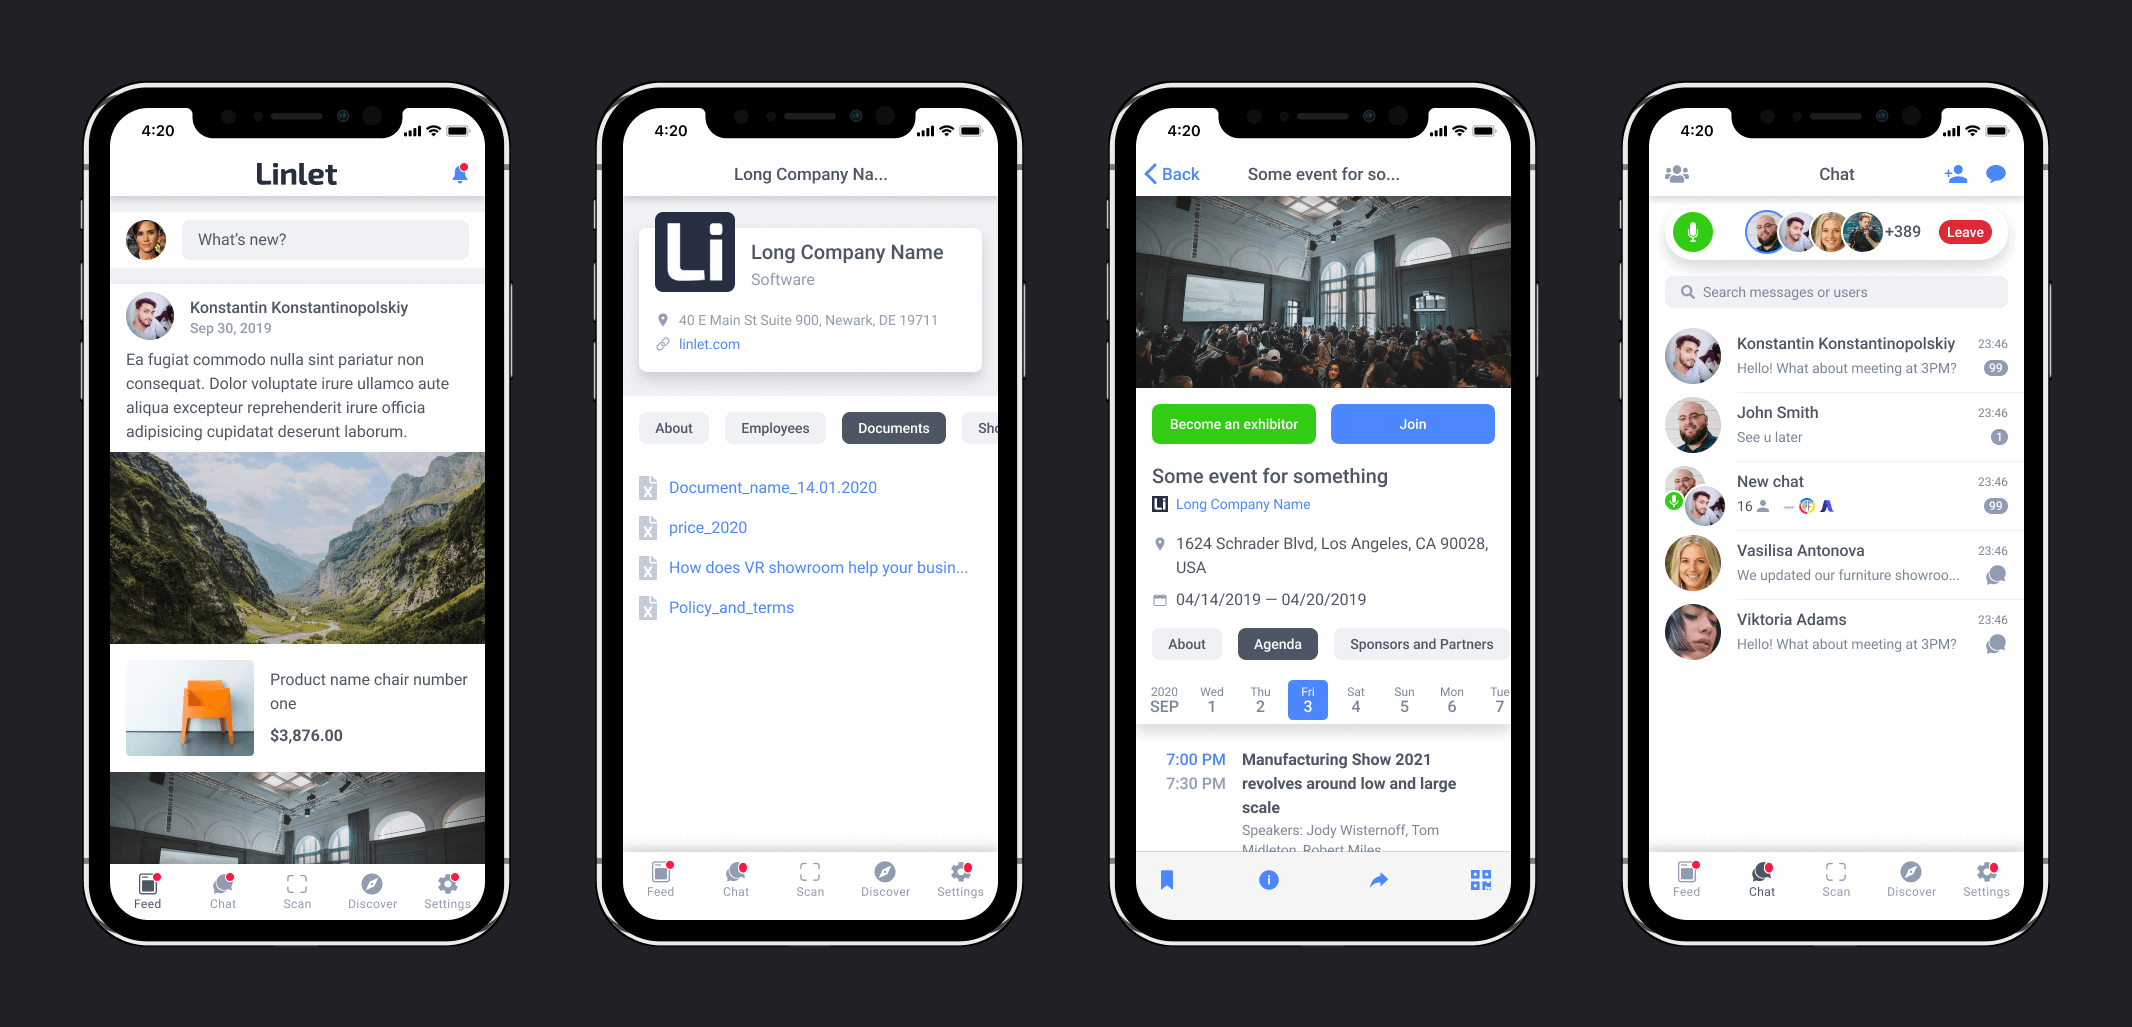 4:20
Linlet
What's new?
Konstantin Konstantinopolskiy
Sep 30, 2019
Ea fugiat commodo nulla sint pariatur non
consequat. Dolor voluptate irure ullamco aute
aliqua excepteur reprehenderit irure officia
adipisicing cupidatat deserunt laborum.
Product name chair number
one
$3,876.00
Feed Chat Scan Discover Settings
4:20
Long Company Na...
Li
Long Company Name
Software
40 E Main St Suite 900, Newark, DE 19711
linlet.com
About Employees Documents Sho
Document_name_14.01.2020
price_2020
How does VR showroom help your busin...
Policy_and_terms
Feed Chat Scan Discover Settings
4:20
Back Some event for so...
Become an exhibitor Join
Some event for something
Li Long Company Name
1624 Schrader Blvd, Los Angeles, CA 90028,
USA
04/14/2019 — 04/20/2019
About Agenda Sponsors and Partners
2020 Wed Thu Fri Sat Sun Mon Tue
SEP 1 2 3 4 5 6 7
7:00 PM Manufacturing Show 2021
7:30 PM revolves around low and large
scale
Speakers: Jody Wisternoff, Tom
Midleton, Robert Miles
4:20
Chat
+389 Leave
Search messages or users
Konstantin Konstantinopolskiy 23:46
Hello! What about meeting at 3PM? 99
John Smith 23:46
See u later 1
New chat 23:46
16 99
Vasilisa Antonova 23:46
We updated our furniture showroo...
Viktoria Adams 23:46
Hello! What about meeting at 3PM?
Feed Chat Scan Discover Settings